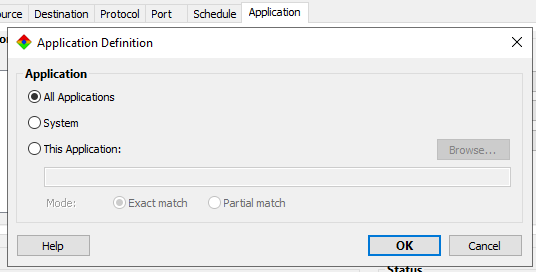 Destination Protocol Port Schedule Application
Application Definition
Application
All Applications
System
This Application:
Browse...
Mode: Exact match Partial match
Help OK Cancel
Status